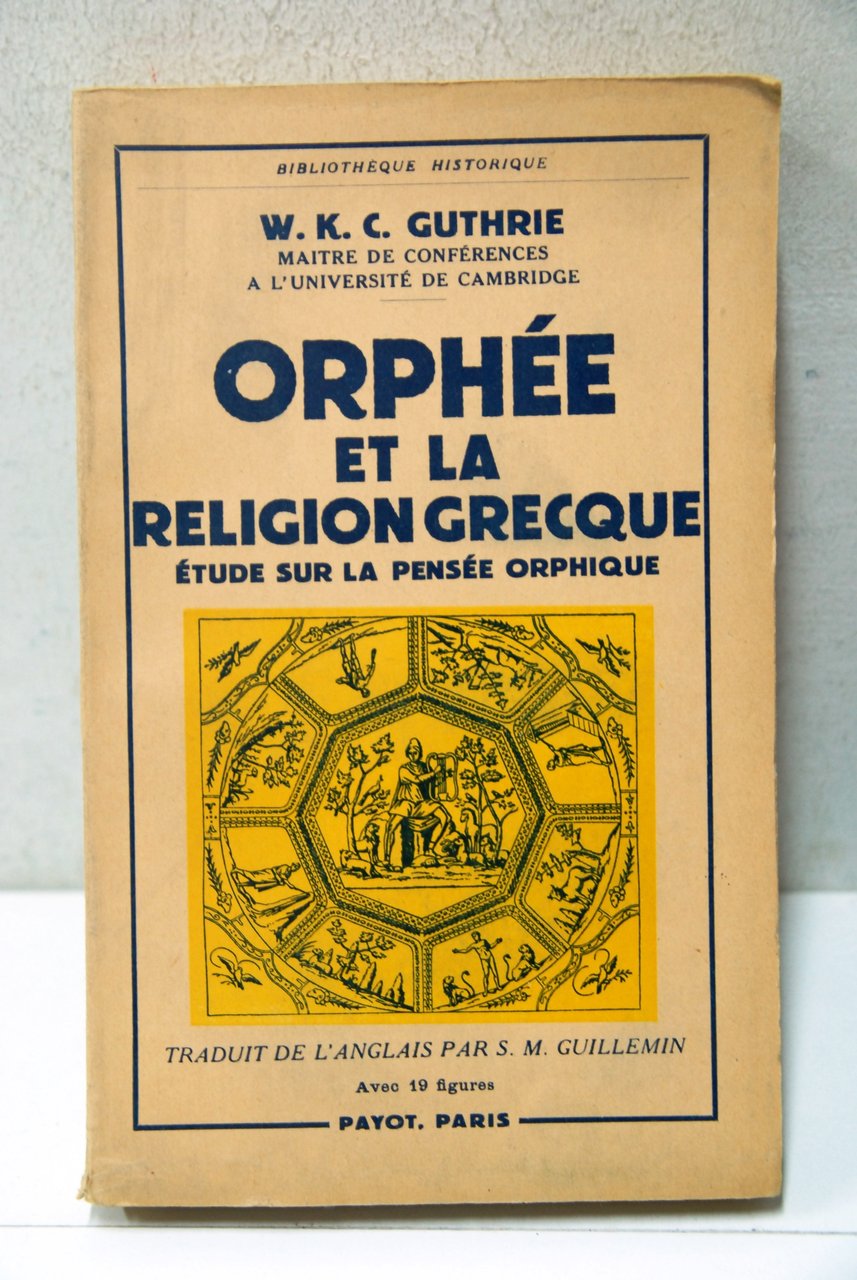 BIBLIOTHÈQUE HISTORIQUE
W. K. C. GUTHRIE
MAITRE DE CONFÉRENCES
A L'UNIVERSITÉ DE CAMBRIDGE
ORPHÉE
ET LA
RELIGION GRECQUE
ÉTUDE SUR LA PENSÉE ORPHIQUE
TRADUIT DE L'ANGLAIS PAR S. M. GUILLEMIN
Avec 19 figures
PAYOT, PARIS